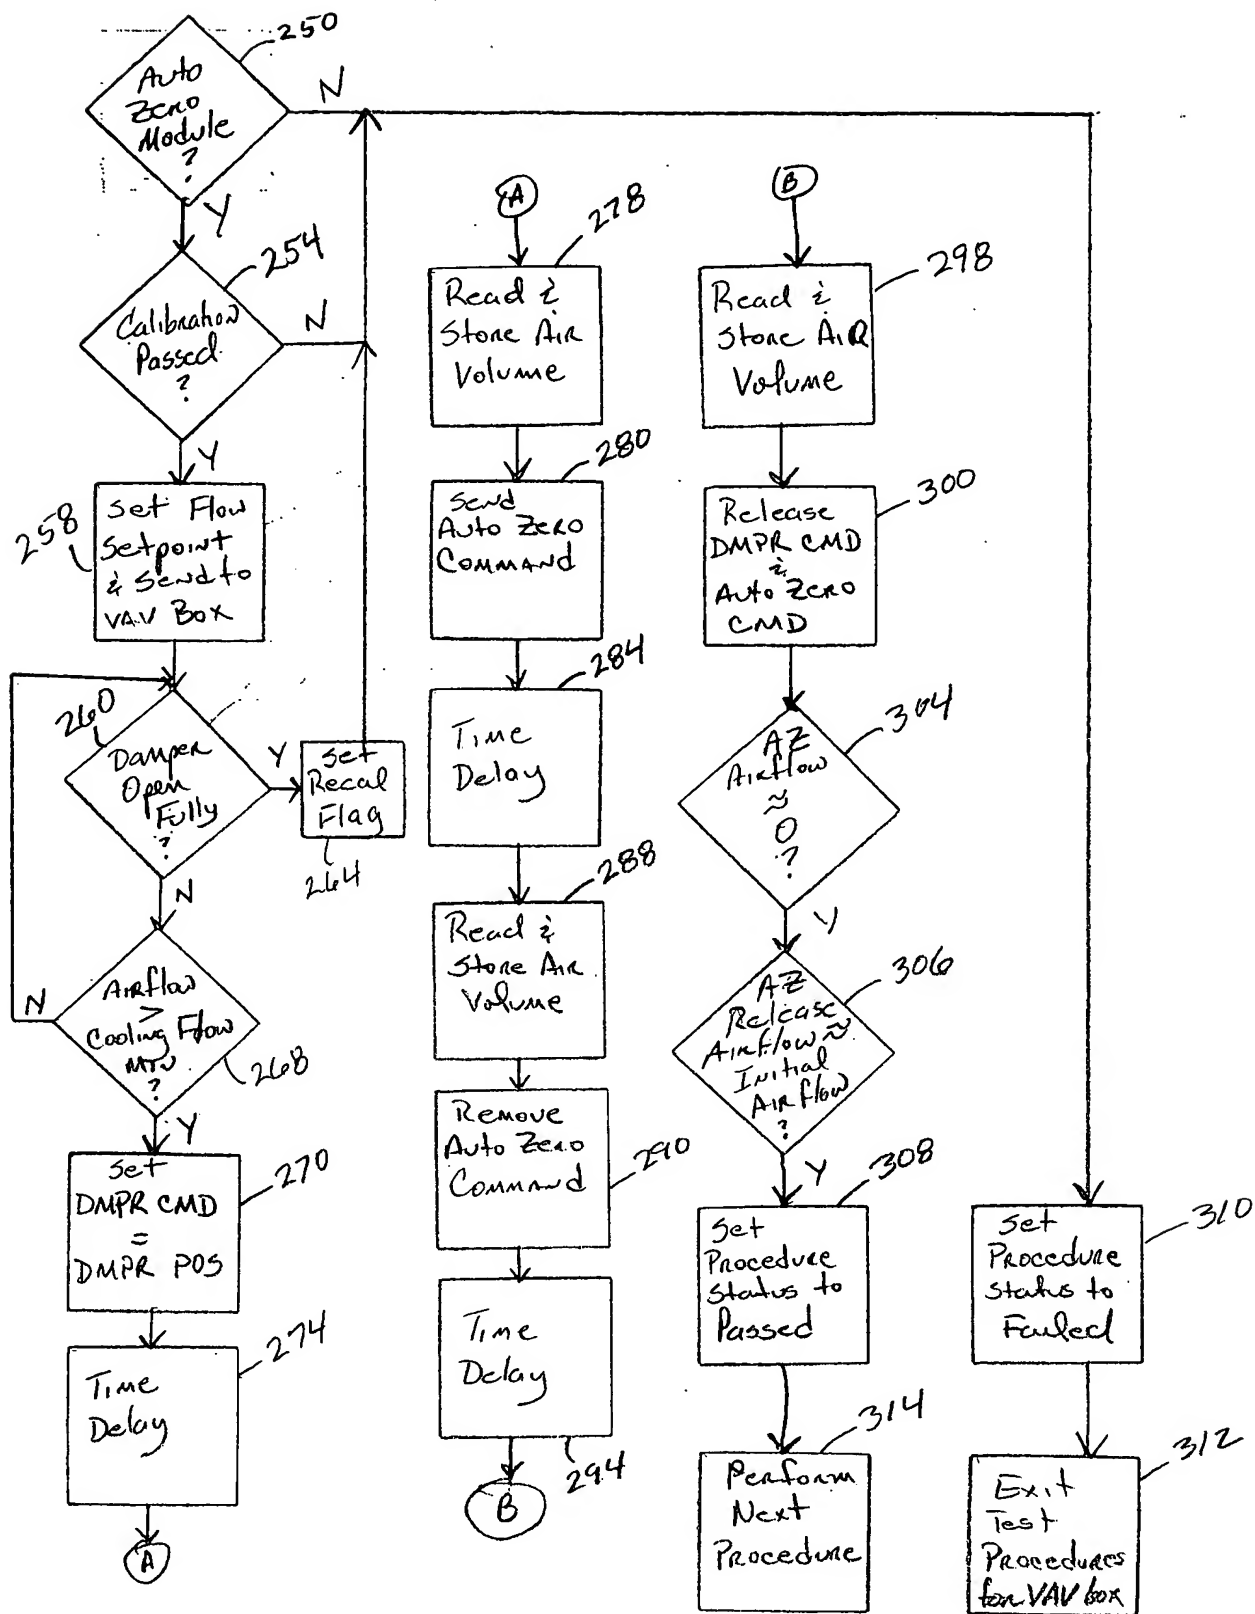 250
Auto
Zero
Module
?
N
Y
254
Calibration
Passed
?
N
Y
258
Set Flow
Setpoint
& Send to
VAV Box
260
Damper
Open
Fully
?
Y
Set
Recal
Flag
264
N
Airflow
>
Cooling Flow
MIN
?
N
268
Y
270
Set
DMPR CMD
=
DMPR POS
274
Time
Delay
A
A
278
Read &
Store Air
Volume
280
Send
Auto Zero
Command
284
Time
Delay
288
Read &
Store Air
Volume
290
Remove
Auto Zero
Command
Time
Delay
294
B
B
298
Read &
Store Air
Volume
300
Release
DMPR CMD
&
Auto Zero
CMD
304
AZ
Airflow
≈
0
?
Y
306
AZ
Release
Airflow ≈
Initial
Airflow
?
Y
308
Set
Procedure
Status to
Passed
314
Perform
Next
Procedure
310
Set
Procedure
Status to
Failed
312
Exit
Test
Procedures
for VAV box